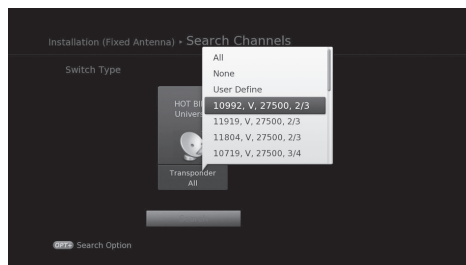 Installation (Fixed Antenna) • Search Channels
Switch Type
All
None
User Define
10992, V, 27500, 2/3
11919, V, 27500, 2/3
11804, V, 27500, 2/3
10719, V, 27500, 3/4
HOT
Transponder
All
OPT+ Search Option